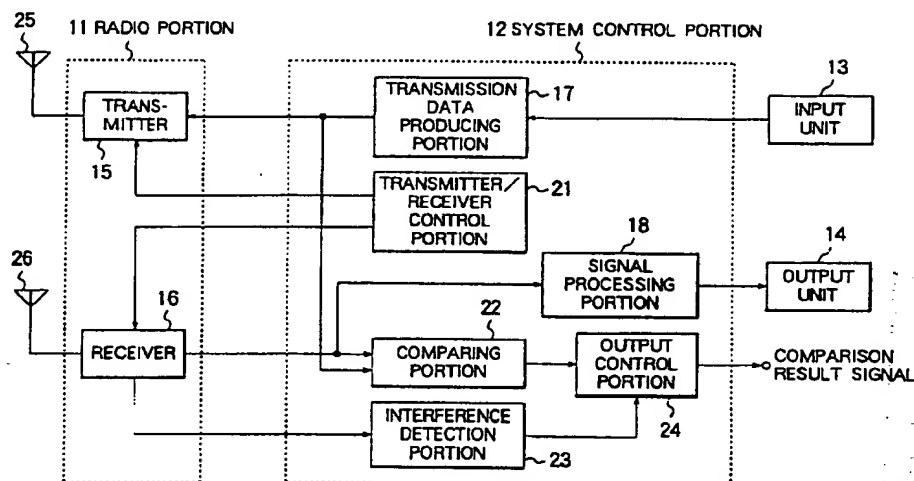 25
11 RADIO PORTION
12 SYSTEM CONTROL PORTION
TRANS-
MITTER
15
TRANSMISSION
DATA
PRODUCING
PORTION
17
13
INPUT
UNIT
TRANSMITTER/
RECEIVER
CONTROL
PORTION
21
18
SIGNAL
PROCESSING
PORTION
14
OUTPUT
UNIT
26
16
RECEIVER
22
COMPARING
PORTION
OUTPUT
CONTROL
PORTION
24
COMPARISON
RESULT SIGNAL
INTERFERENCE
DETECTION
PORTION
23